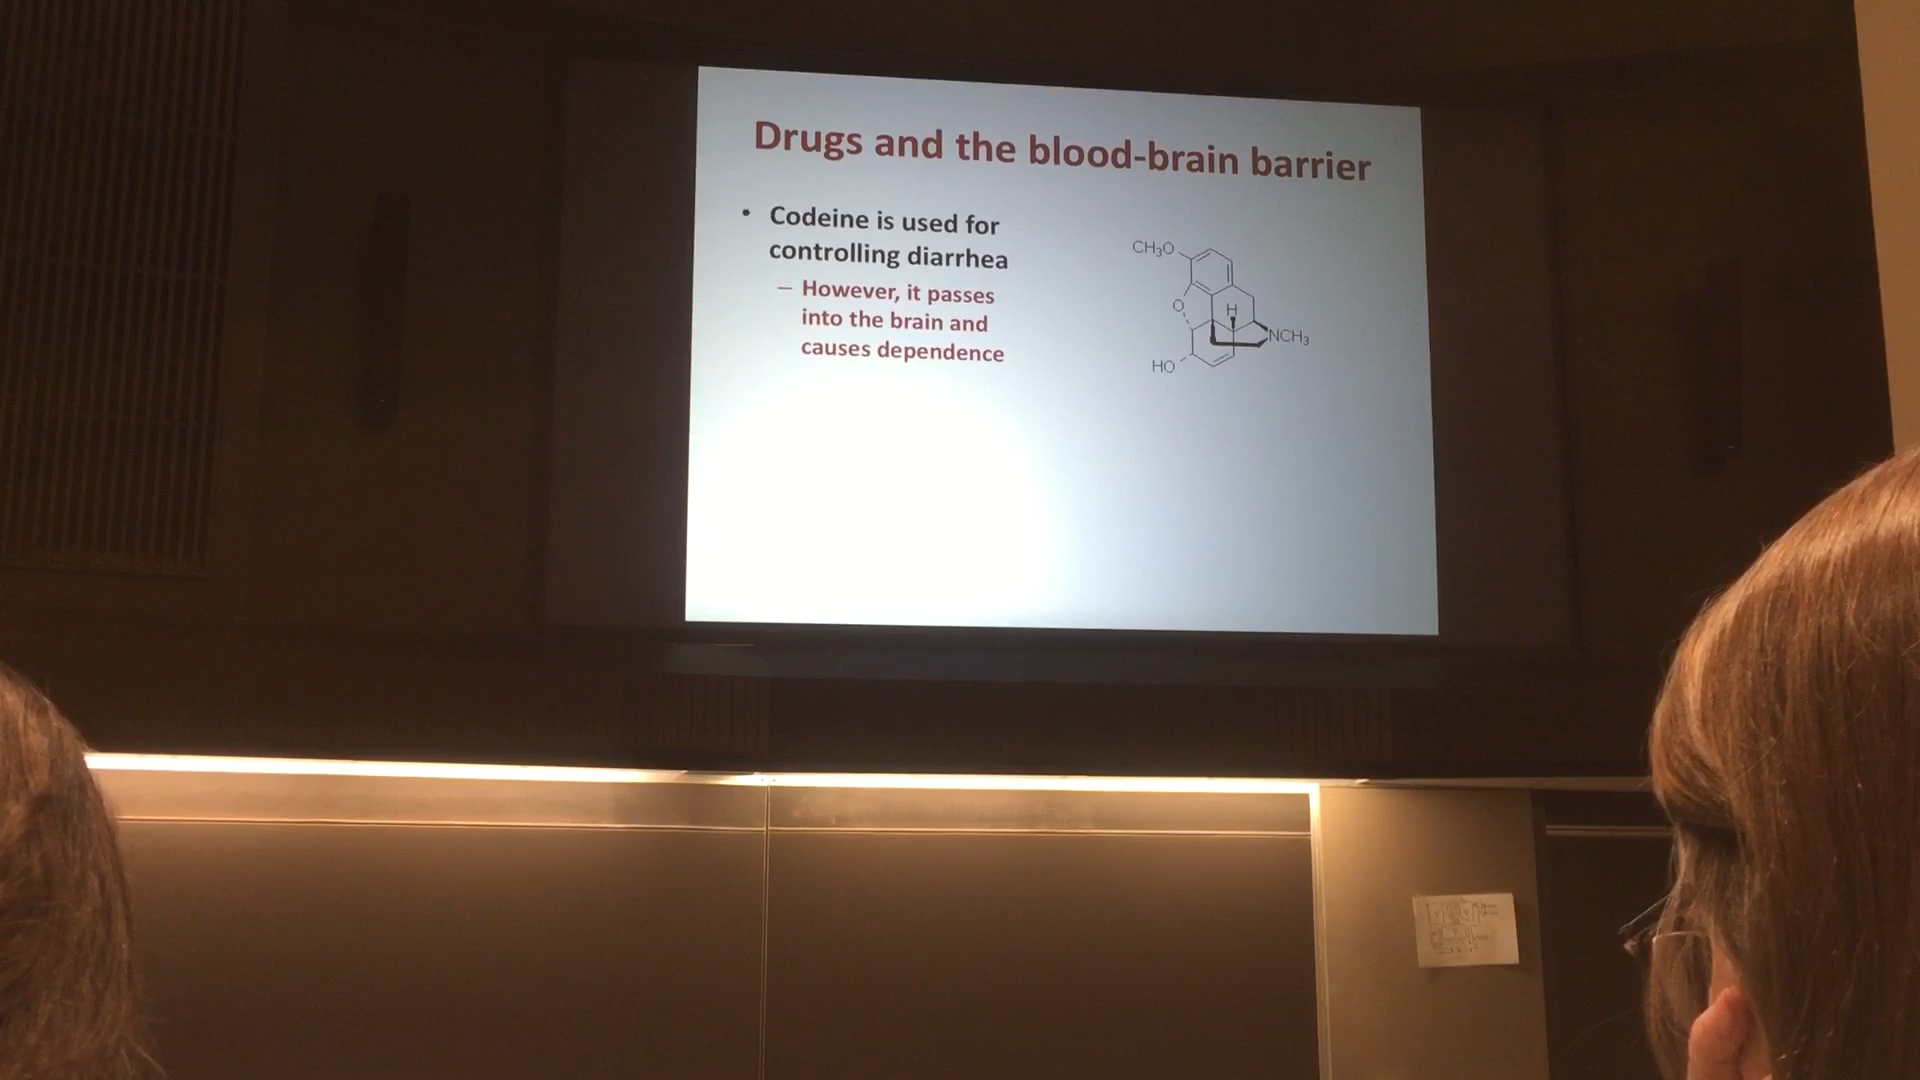 Drugs and the blood-brain barrier
• Codeine is used for
controlling diarrhea
– However, it passes
into the brain and
causes dependence
CH₃O
O
H
NCH₃
HO